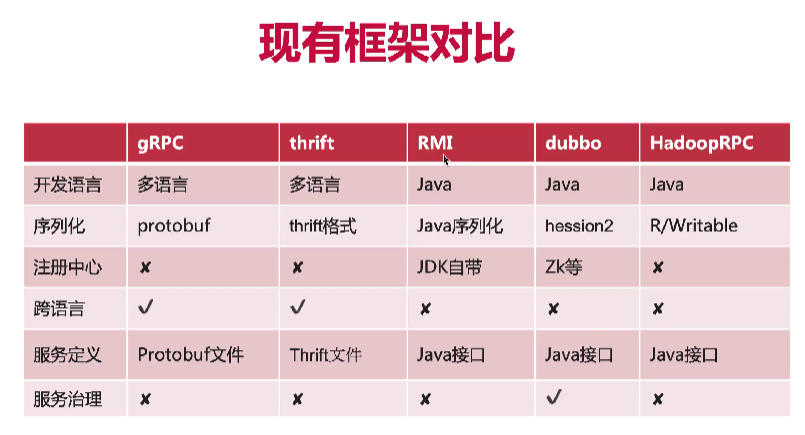 现有框架对比
gRPC thrift RMI dubbo HadoopRPC
开发语言 多语言 多语言 Java Java Java
序列化 protobuf thrift格式 Java序列化 hession2 R/Writable
注册中心 ✘ ✘ JDK自带 Zk等 ✘
跨语言 ✓ ✓ ✘ ✘ ✘
服务定义 Protobuf文件 Thrift文件 Java接口 Java接口 Java接口
服务治理 ✘ ✘ ✘ ✓ ✘